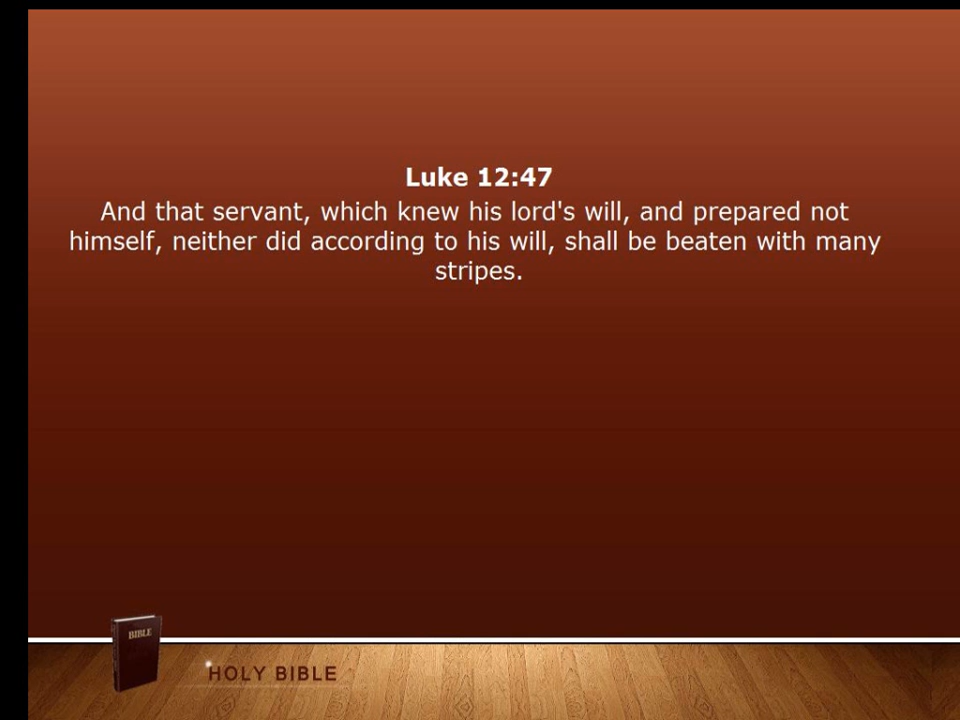 Luke 12:47
And that servant, which knew his lord's will, and prepared not
himself, neither did according to his will, shall be beaten with many
stripes.
BIBLE
HOLY BIBLE